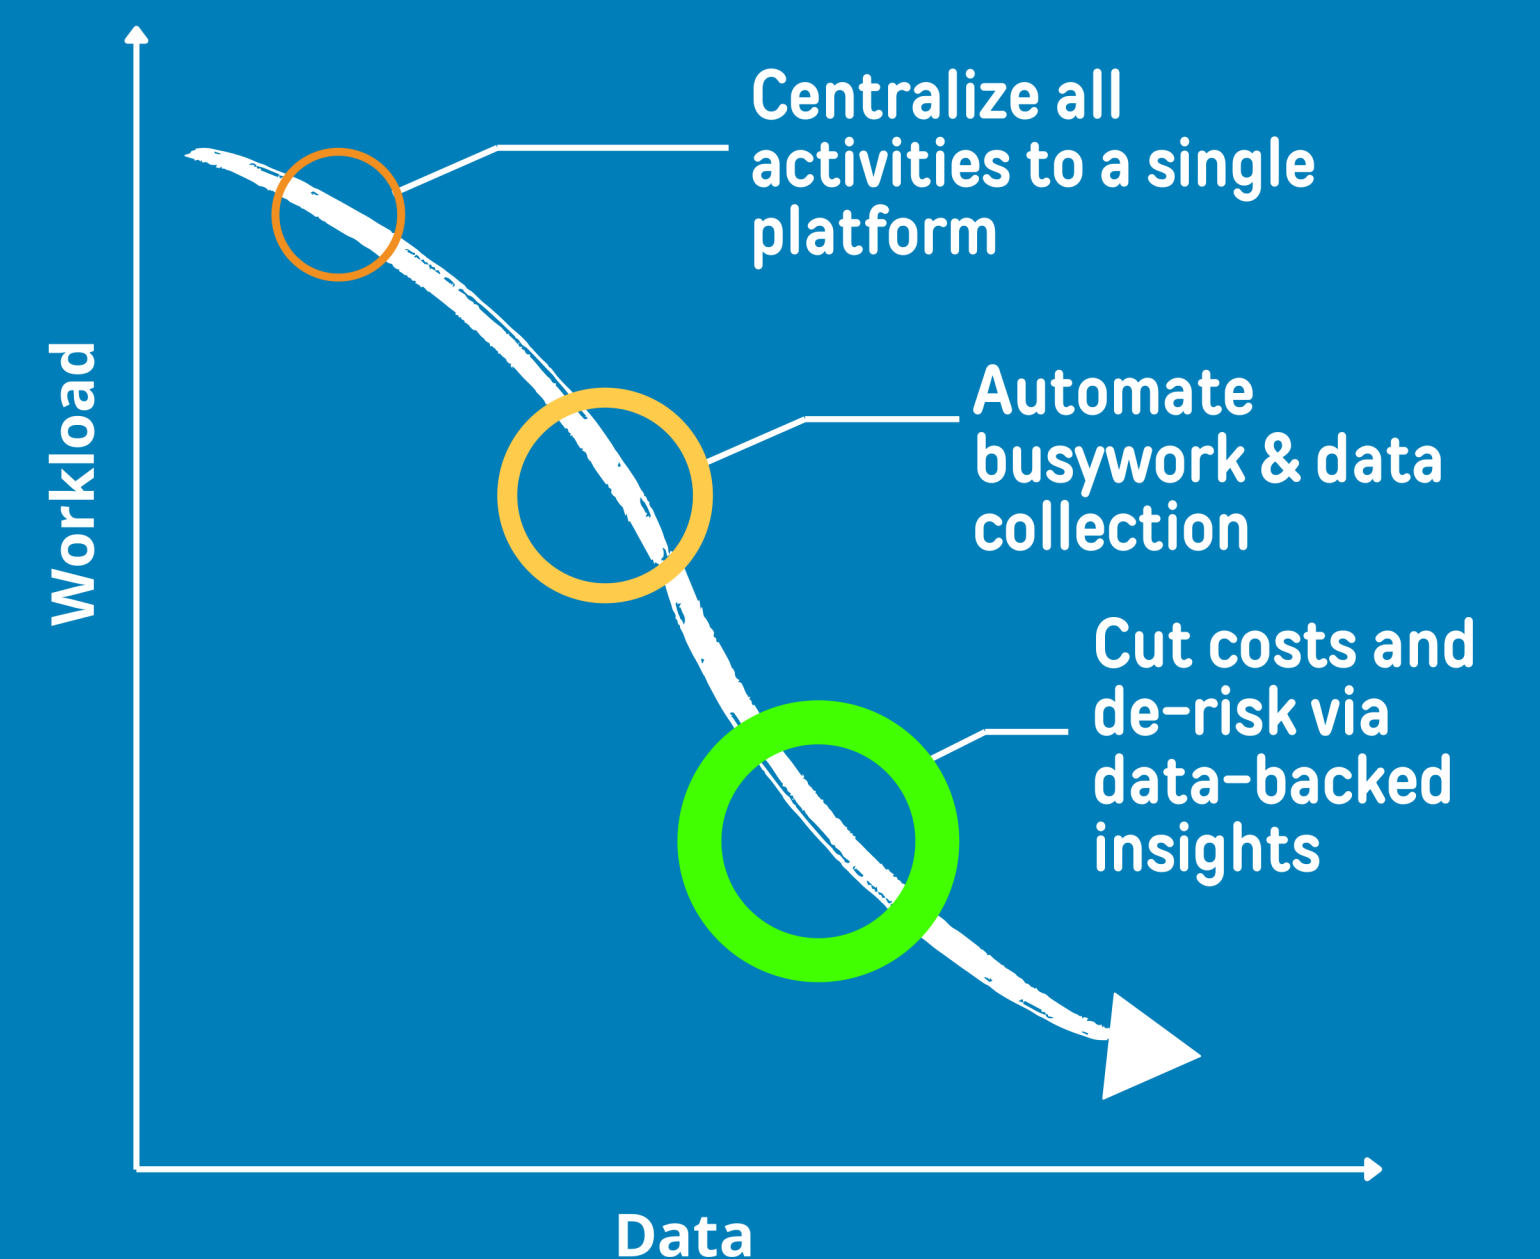 Centralize all
activities to a single
platform
Automate
busywork & data
collection
Cut costs and
de-risk via
data-backed
insights
Workload
Data